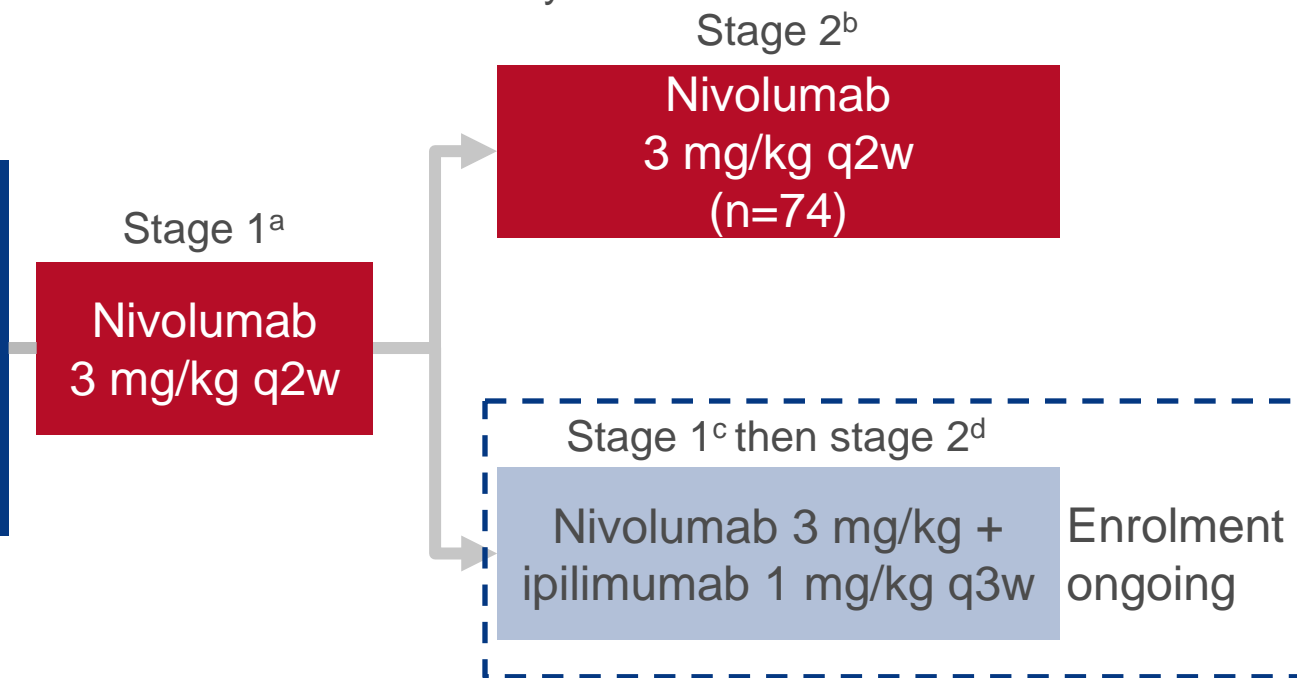 Stage 1ᵃ
Nivolumab
3 mg/kg q2w
Stage 2ᵇ
Nivolumab
3 mg/kg q2w
(n=74)
Stage 1ᶜ then stage 2ᵈ
Nivolumab 3 mg/kg +
ipilimumab 1 mg/kg q3w
Enrolment
ongoing